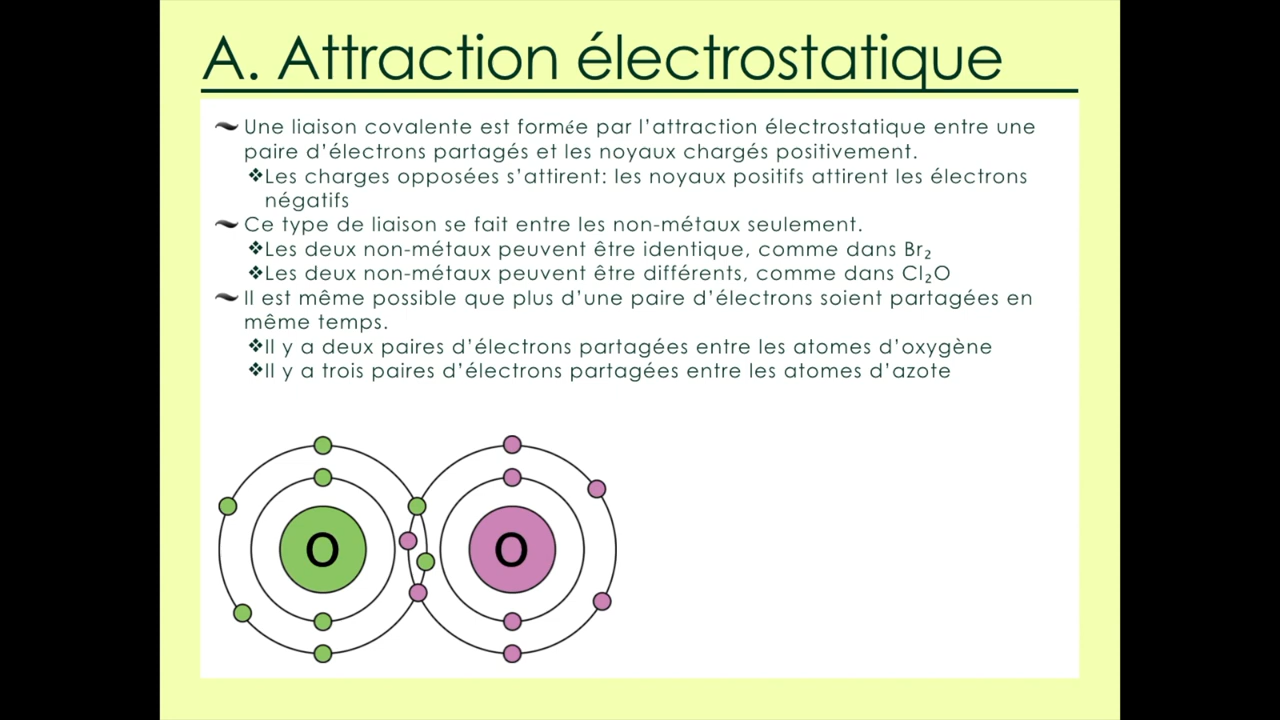 A. Attraction électrostatique
Une liaison covalente est formée par l'attraction électrostatique entre une
paire d'électrons partagés et les noyaux chargés positivement.
❖Les charges opposées s'attirent: les noyaux positifs attirent les électrons
négatifs
Ce type de liaison se fait entre les non-métaux seulement.
❖Les deux non-métaux peuvent être identique, comme dans Br₂
❖Les deux non-métaux peuvent être différents, comme dans Cl₂O
Il est même possible que plus d'une paire d'électrons soient partagées en
même temps.
❖Il y a deux paires d'électrons partagées entre les atomes d'oxygène
❖Il y a trois paires d'électrons partagées entre les atomes d'azote
O O